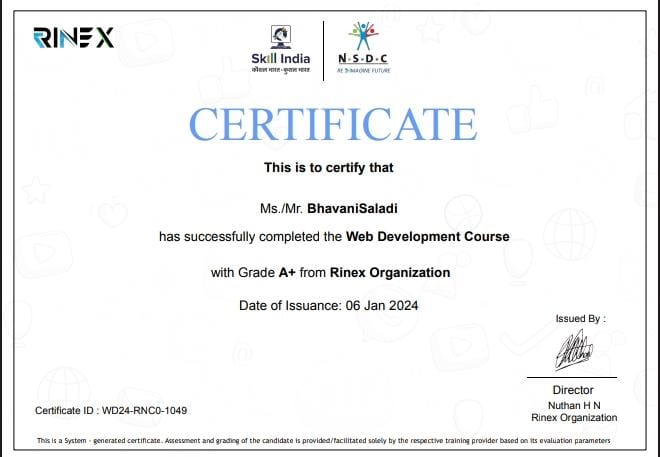 RINEX
Skill India
कौशल भारत - कुशल भारत
N·S·D·C
RE IMAGINE FUTURE
CERTIFICATE
This is to certify that
Ms./Mr. BhavaniSaladi
has successfully completed the Web Development Course
with Grade A+ from Rinex Organization
Date of Issuance: 06 Jan 2024
Issued By :
Director
Nuthan H N
Rinex Organization
Certificate ID : WD24-RNC0-1049
This is a System - generated certificate. Assessment and grading of the candidate is provided/facilitated solely by the respective training provider based on its evaluation parameters